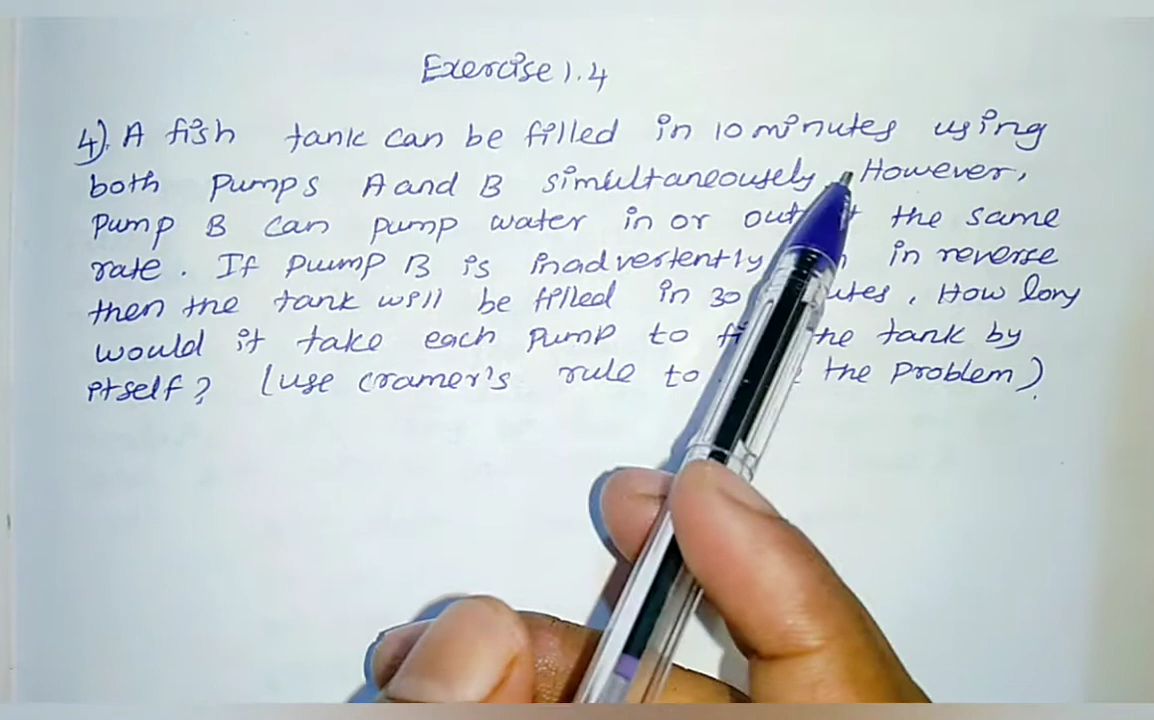 Exercise 1.4
4). A fish tank can be filled in 10 minutes using
both Pumps A and B simultaneously. However,
Pump B can pump water in or out the same
rate. If Pump B is inadvertently in reverse
then the tank will be filled in 30 . How long
would it take each Pump to the tank by
itself? (use cramer's rule to the Problem).